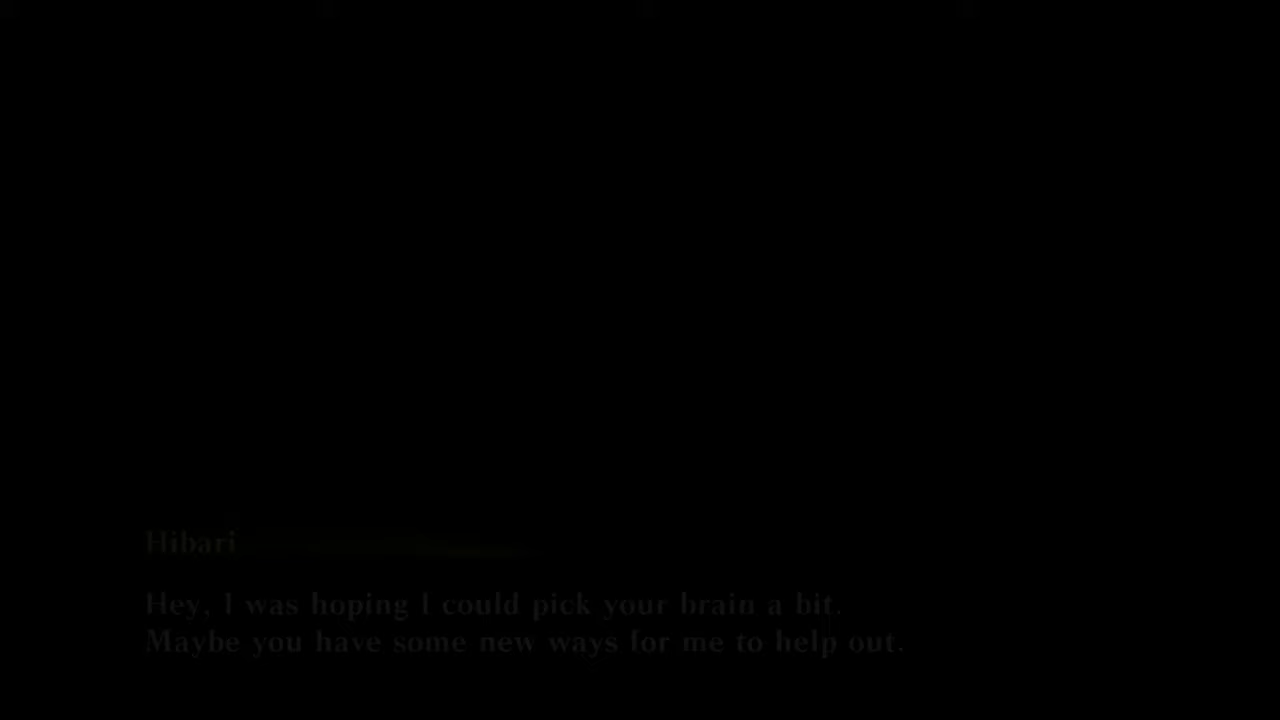 Hibari
Hey, I was hoping I could pick your brain a bit.
Maybe you have some new ways for me to help out.